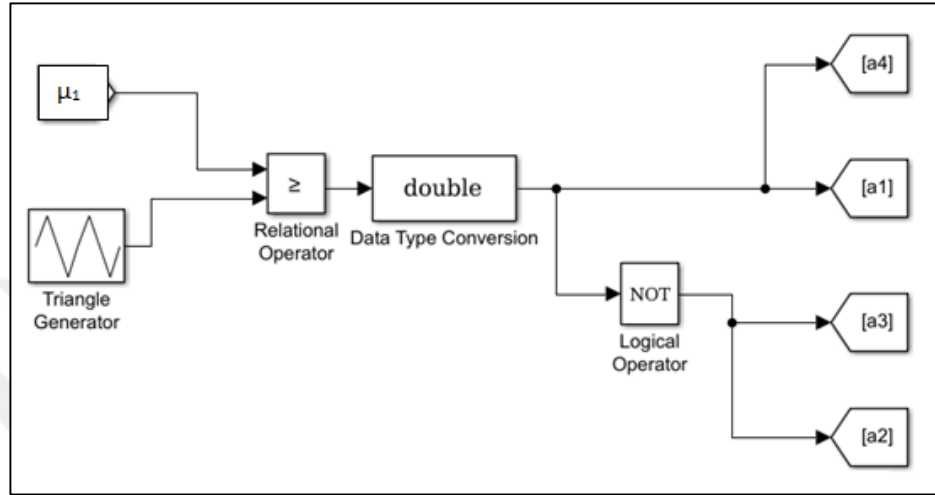 [a4]
μ₁
≥
double
[a1]
Relational
Operator
Data Type Conversion
Triangle
Generator
NOT
[a3]
Logical
Operator
[a2]